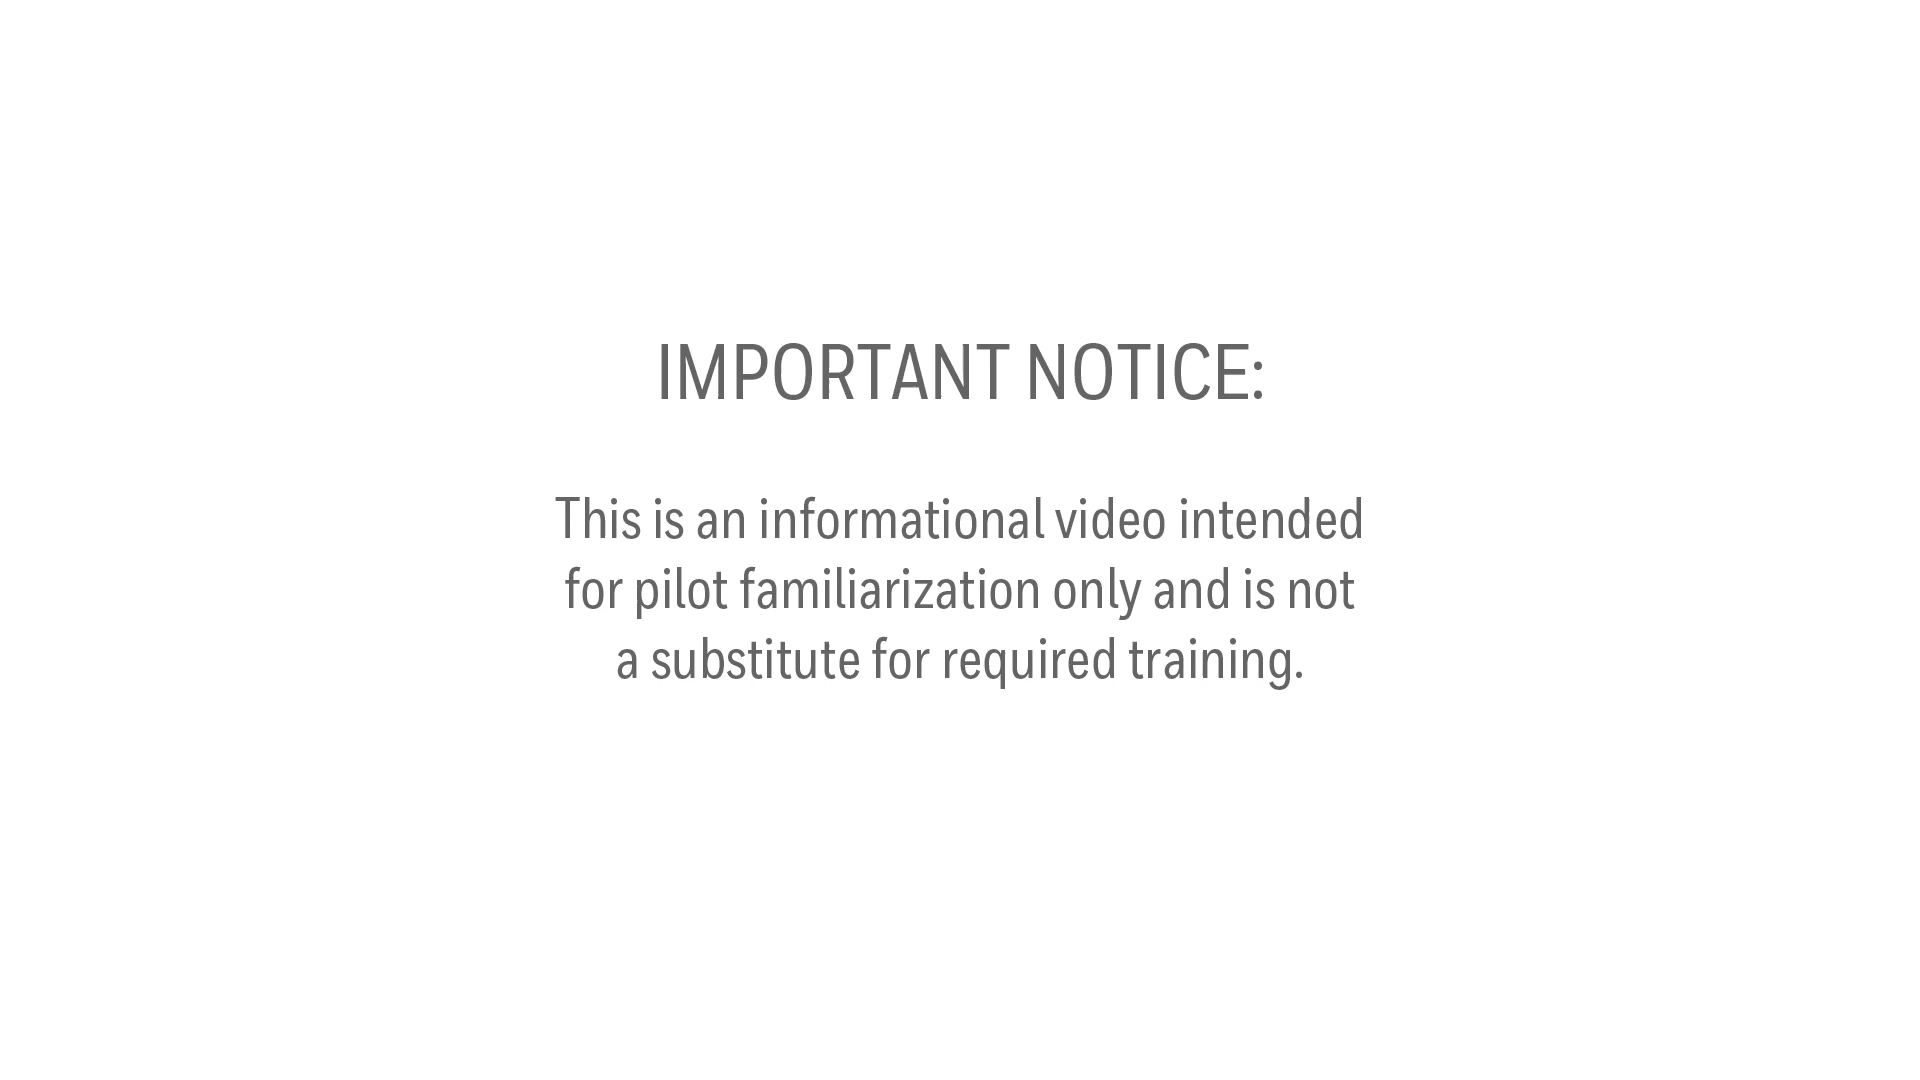 IMPORTANT NOTICE:
This is an informational video intended
for pilot familiarization only and is not
a substitute for required training.